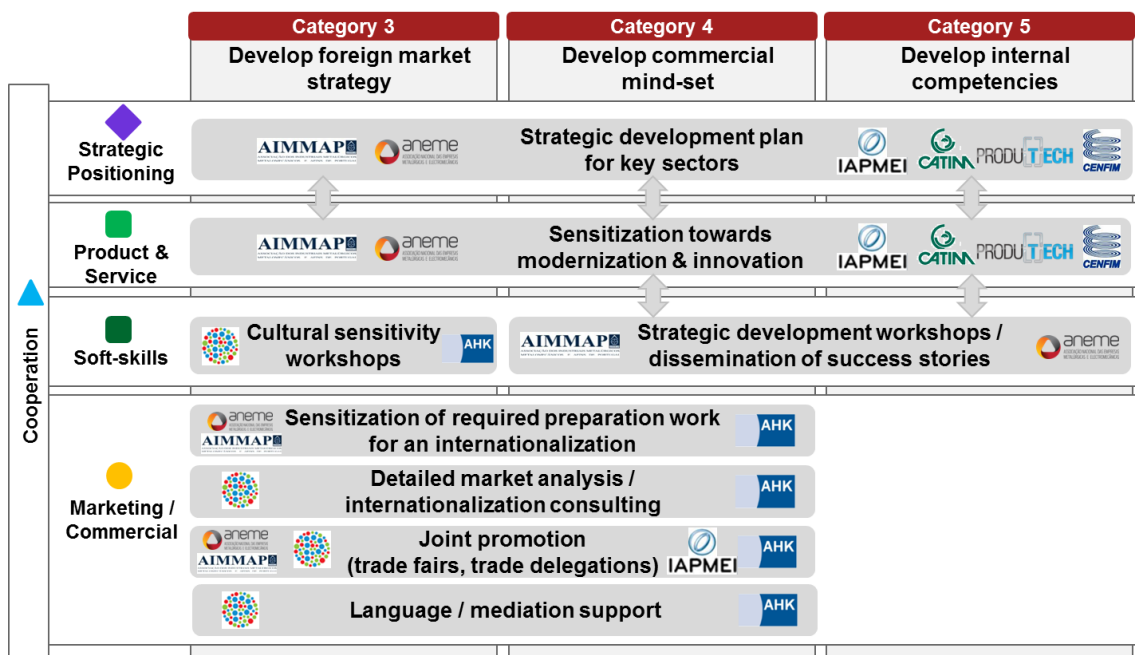 Category 3
Category 4
Category 5
Develop foreign market
strategy
Develop commercial
mind-set
Develop internal
competencies
Cooperation
Strategic
Positioning
AIMMAP
aneme
Strategic development plan
for key sectors
IAPMEI
CATIM
PRODUTECH
CENFIM
Product &
Service
AIMMAP
aneme
Sensitization towards
modernization & innovation
IAPMEI
CATIM
PRODUTECH
CENFIM
Soft-skills
Cultural sensitivity
workshops
AHK
AIMMAP
Strategic development workshops /
dissemination of success stories
aneme
Marketing /
Commercial
aneme
AIMMAP
Sensitization of required preparation work
for an internationalization
AHK
Detailed market analysis /
internationalization consulting
AHK
aneme
AIMMAP
Joint promotion
(trade fairs, trade delegations)
IAPMEI
AHK
Language / mediation support
AHK